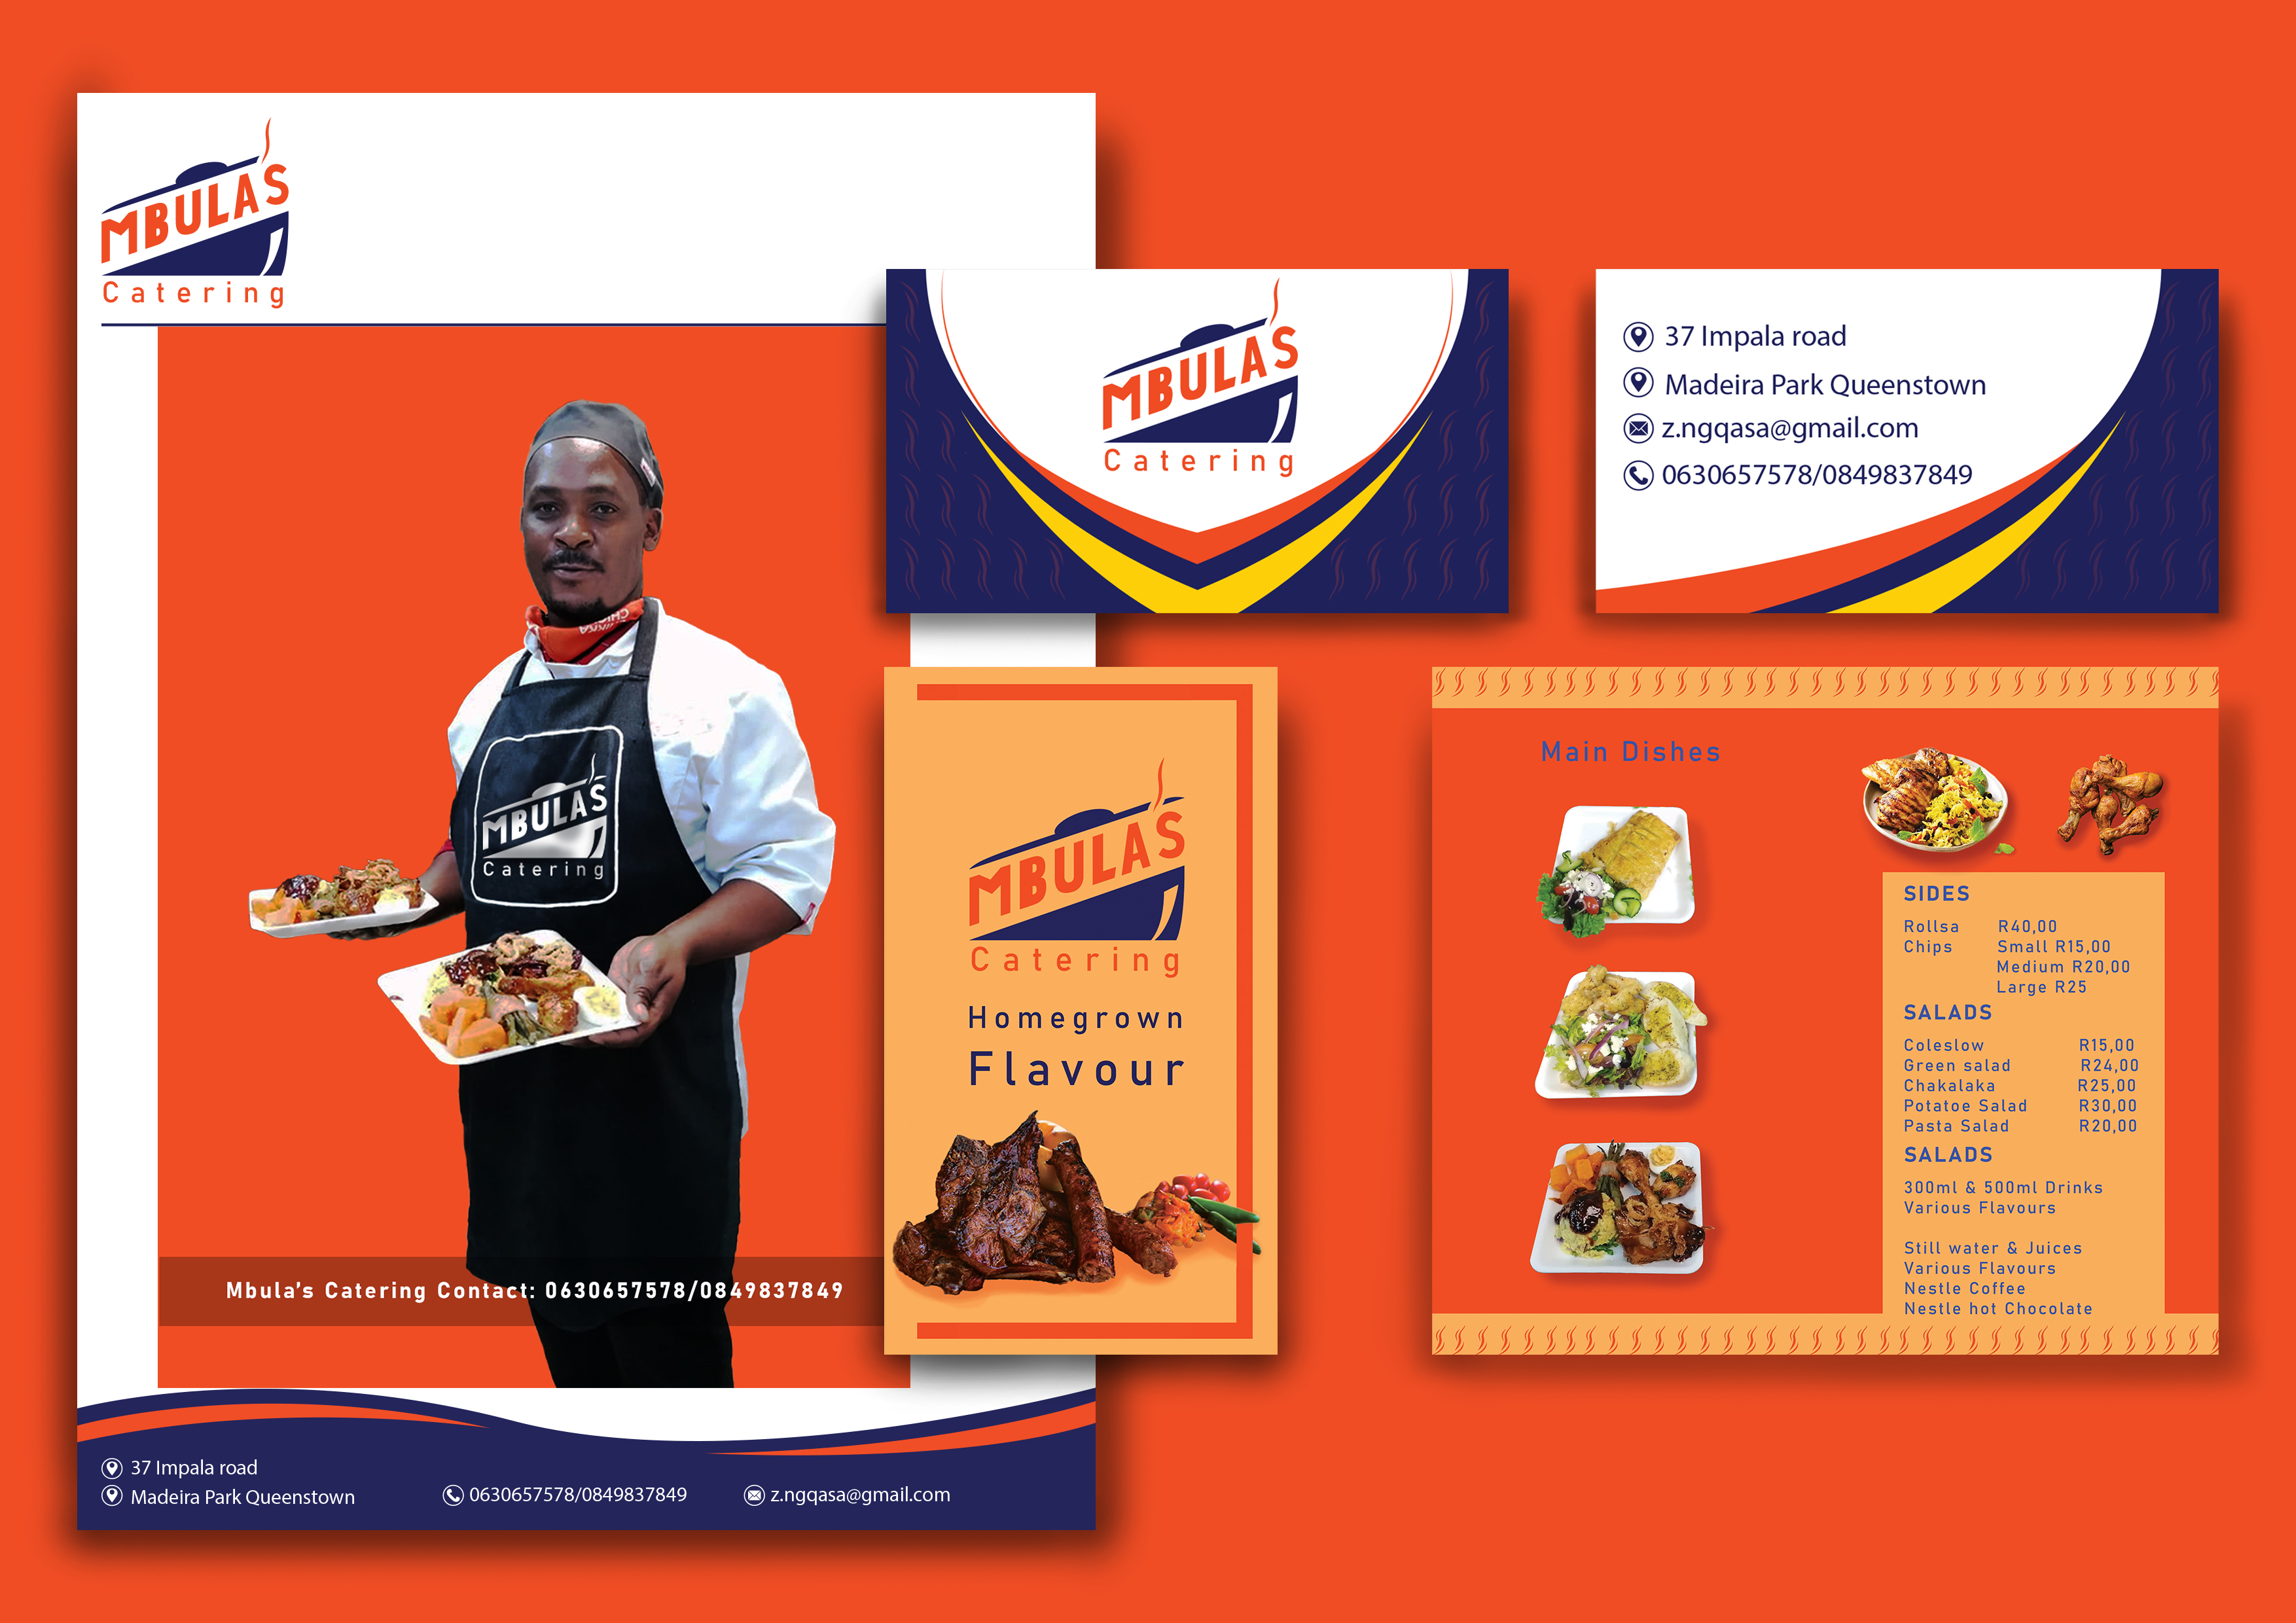 MBULA'S
Catering
MBULA'S
Catering
Mbula's Catering Contact: 0630657578/0849837849
37 Impala road
Madeira Park Queenstown
0630657578/0849837849
z.ngqasa@gmail.com
MBULA'S
Catering
37 Impala road
Madeira Park Queenstown
z.ngqasa@gmail.com
0630657578/0849837849
MBULA'S
Catering
Homegrown
Flavour
Main Dishes
SIDES
Rollsa R40,00
Chips Small R15,00
Medium R20,00
Large R25
SALADS
Coleslow R15,00
Green salad R24,00
Chakalaka R25,00
Potatoe Salad R30,00
Pasta Salad R20,00
SALADS
300ml & 500ml Drinks
Various Flavours
Still water & Juices
Various Flavours
Nestle Coffee
Nestle hot Chocolate